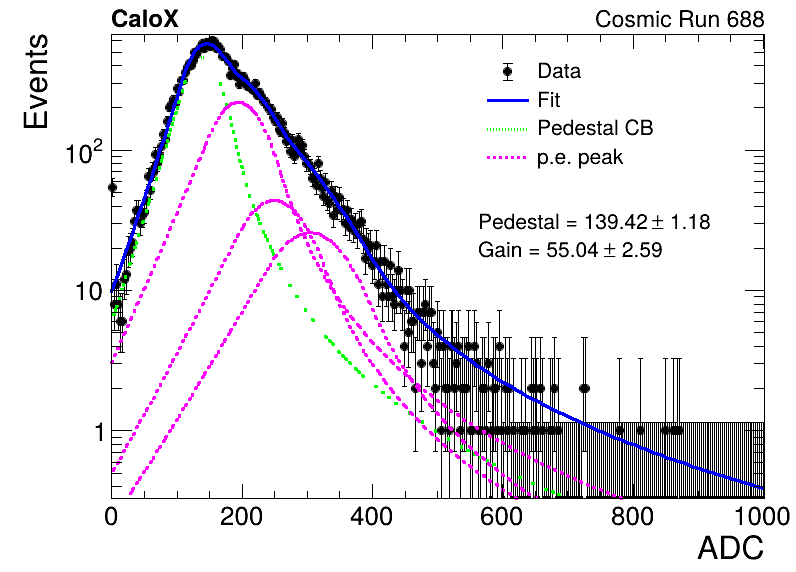 CaloX Cosmic Run 688
Events
Data
Fit
Pedestal CB
p.e. peak
Pedestal = 139.42 ± 1.18
Gain = 55.04 ± 2.59
10²
10
1
0 200 400 600 800 1000
ADC